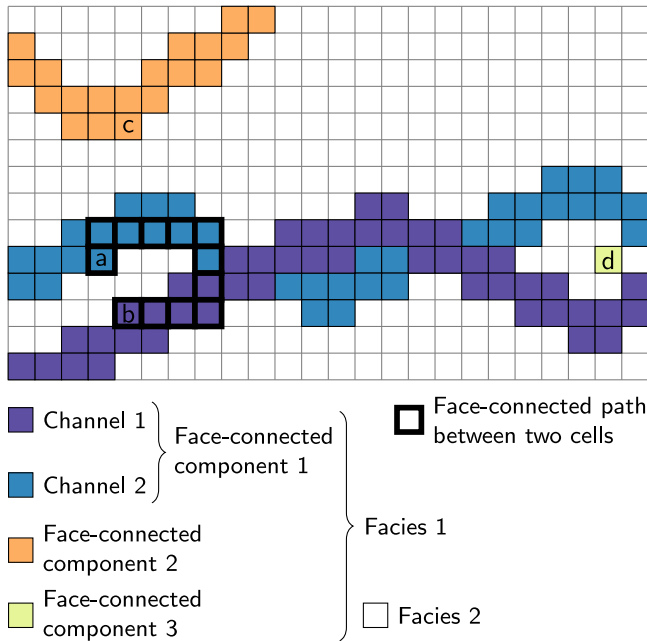 c
a
d
b
Channel 1
Channel 2
Face-connected
component 1
Face-connected path
between two cells
Face-connected
component 2
Facies 1
Face-connected
component 3
Facies 2